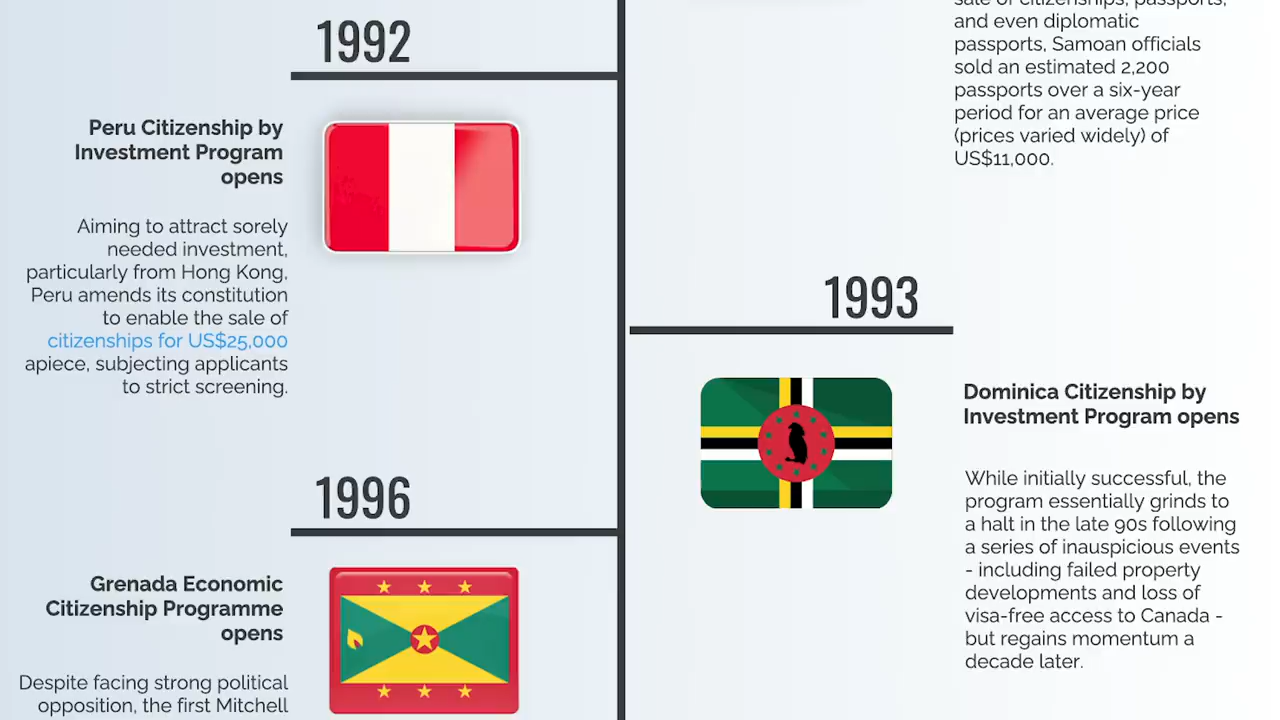 sale of citizenships, passports,
and even diplomatic
passports, Samoan officials
sold an estimated 2,200
passports over a six-year
period for an average price
(prices varied widely) of
US$11,000.
1992
Peru Citizenship by
Investment Program
opens
Aiming to attract sorely
needed investment,
particularly from Hong Kong,
Peru amends its constitution
to enable the sale of
citizenships for US$25,000
apiece, subjecting applicants
to strict screening.
1993
Dominica Citizenship by
Investment Program opens
While initially successful, the
program essentially grinds to
a halt in the late 90s following
a series of inauspicious events
- including failed property
developments and loss of
visa-free access to Canada -
but regains momentum a
decade later.
1996
Grenada Economic
Citizenship Programme
opens
Despite facing strong political
opposition, the first Mitchell